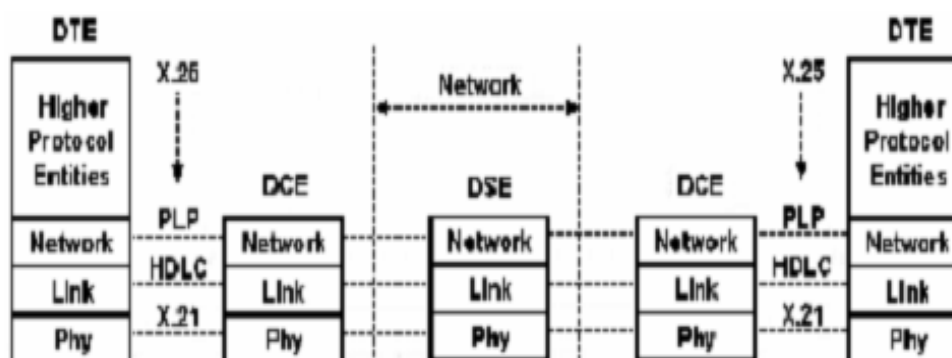 DTE
DTE
X.25
X.25
Network
Higher
Protocol
Entities
Higher
Protocol
Entities
DCE
DSE
DCE
PLP
PLP
Network
Network
Network
Network
Network
HDLC
HDLC
Link
Link
Link
Link
Link
X.21
X.21
Phy
Phy
Phy
Phy
Phy